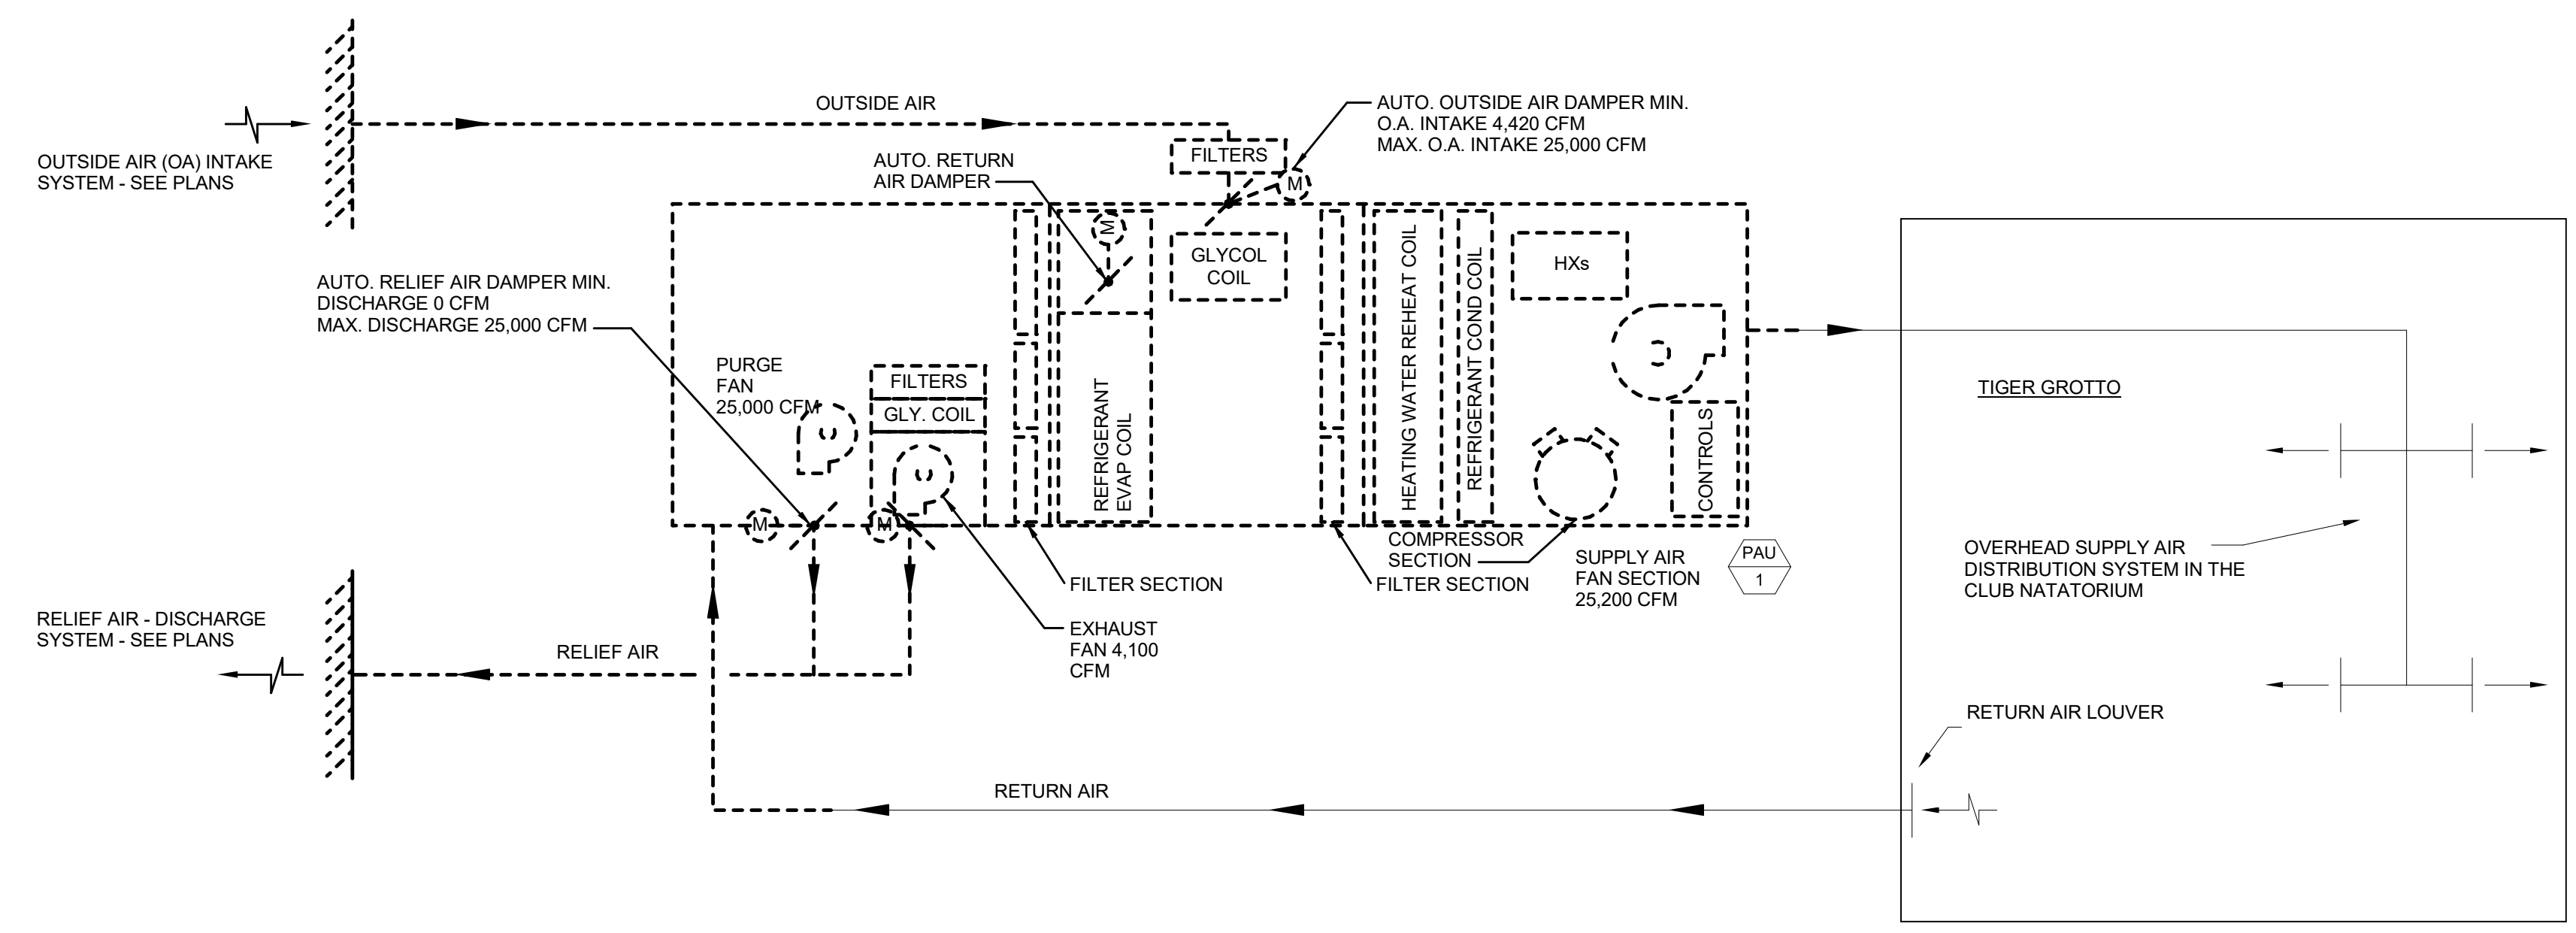 OUTSIDE AIR
AUTO. OUTSIDE AIR DAMPER MIN.
O.A. INTAKE 4,420 CFM
MAX. O.A. INTAKE 25,000 CFM
OUTSIDE AIR (OA) INTAKE
SYSTEM - SEE PLANS
AUTO. RETURN
AIR DAMPER
FILTERS
M
M
GLYCOL
COIL
HXs
AUTO. RELIEF AIR DAMPER MIN.
DISCHARGE 0 CFM
MAX. DISCHARGE 25,000 CFM
PURGE
FAN
25,000 CFM
FILTERS
GLY. COIL
REFRIGERANT
EVAP COIL
HEATING WATER REHEAT COIL
REFRIGERANT COND COIL
CONTROLS
TIGER GROTTO
M
M
COMPRESSOR
SECTION
FILTER SECTION
FILTER SECTION
SUPPLY AIR
FAN SECTION
25,200 CFM
PAU
1
OVERHEAD SUPPLY AIR
DISTRIBUTION SYSTEM IN THE
CLUB NATATORIUM
RELIEF AIR - DISCHARGE
SYSTEM - SEE PLANS
RELIEF AIR
EXHAUST
FAN 4,100
CFM
RETURN AIR LOUVER
RETURN AIR